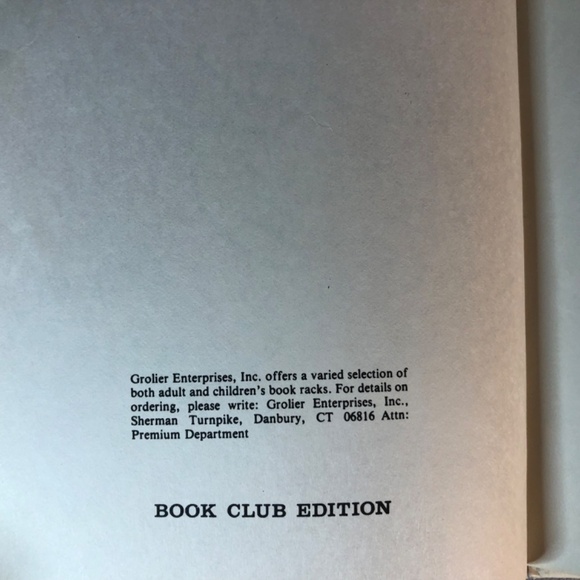 Grolier Enterprises, Inc. offers a varied selection of
both adult and children's book racks. For details on
ordering, please write: Grolier Enterprises, Inc.,
Sherman Turnpike, Danbury, CT 06816 Attn:
Premium Department
BOOK CLUB EDITION